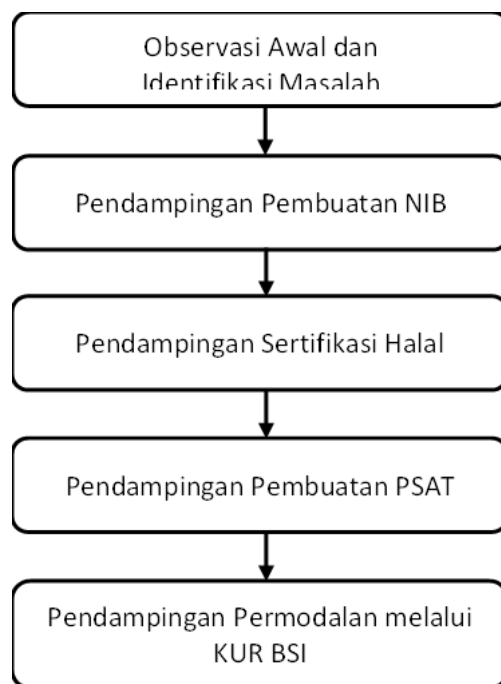 Observasi Awal dan
Identifikasi Masalah
Pendampingan Pembuatan NIB
Pendampingan Sertifikasi Halal
Pendampingan Pembuatan PSAT
Pendampingan Permodalan melalui
KUR BSI